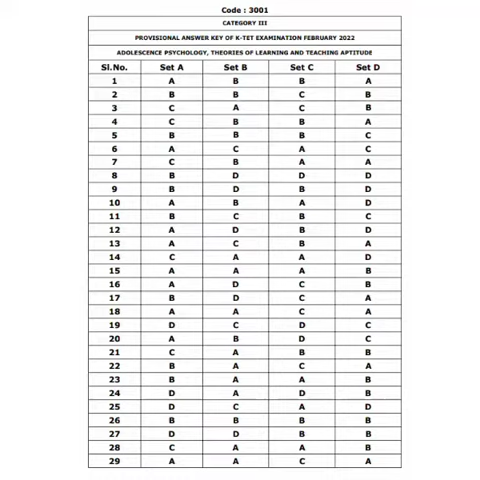 Code : 3001
CATEGORY III
PROVISIONAL ANSWER KEY OF K-TET EXAMINATION FEBRUARY 2022
ADOLESCENCE PSYCHOLOGY, THEORIES OF LEARNING AND TEACHING APTITUDE
Sl.No. Set A Set B Set C Set D
1 A B B A
2 B B C B
3 C A C B
4 C B B A
5 B B B C
6 A C A C
7 C B A A
8 B D D D
9 B D B D
10 A B A D
11 B C B C
12 A D B D
13 A C B A
14 C A A D
15 A A A B
16 A D C B
17 B D C A
18 A A C A
19 D C D C
20 A B D C
21 C A B B
22 B A C A
23 B A A B
24 D A D B
25 D C A D
26 B B B B
27 D D B B
28 C A A B
29 A A C A